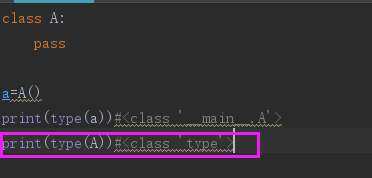 class A:
pass
a=A()
print(type(a))#<class '__main__.A'>
print(type(A))#<class 'type'>